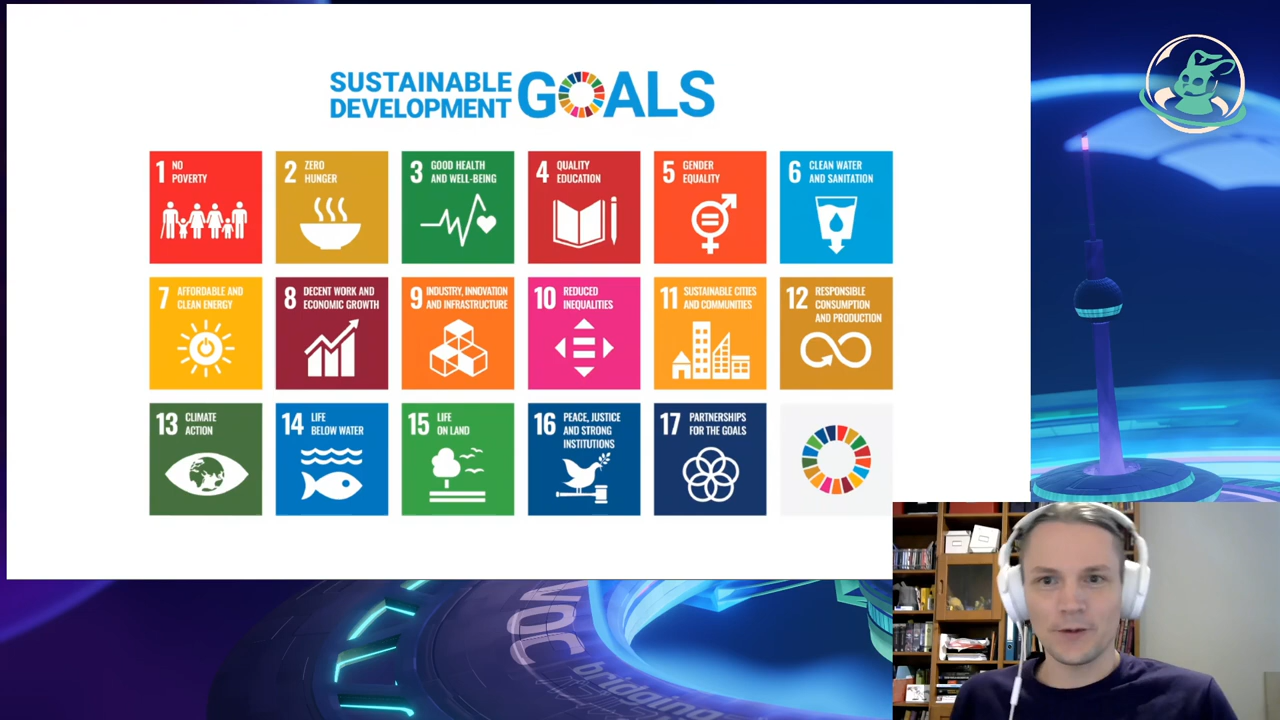 SUSTAINABLE
DEVELOPMENT
GOALS
1 NO
POVERTY
2 ZERO
HUNGER
3 GOOD HEALTH
AND WELL-BEING
4 QUALITY
EDUCATION
5 GENDER
EQUALITY
6 CLEAN WATER
AND SANITATION
7 AFFORDABLE AND
CLEAN ENERGY
8 DECENT WORK AND
ECONOMIC GROWTH
9 INDUSTRY, INNOVATION
AND INFRASTRUCTURE
10 REDUCED
INEQUALITIES
11 SUSTAINABLE CITIES
AND COMMUNITIES
12 RESPONSIBLE
CONSUMPTION
AND PRODUCTION
13 CLIMATE
ACTION
14 LIFE
BELOW WATER
15 LIFE
ON LAND
16 PEACE, JUSTICE
AND STRONG
INSTITUTIONS
17 PARTNERSHIPS
FOR THE GOALS
VOC
bridging